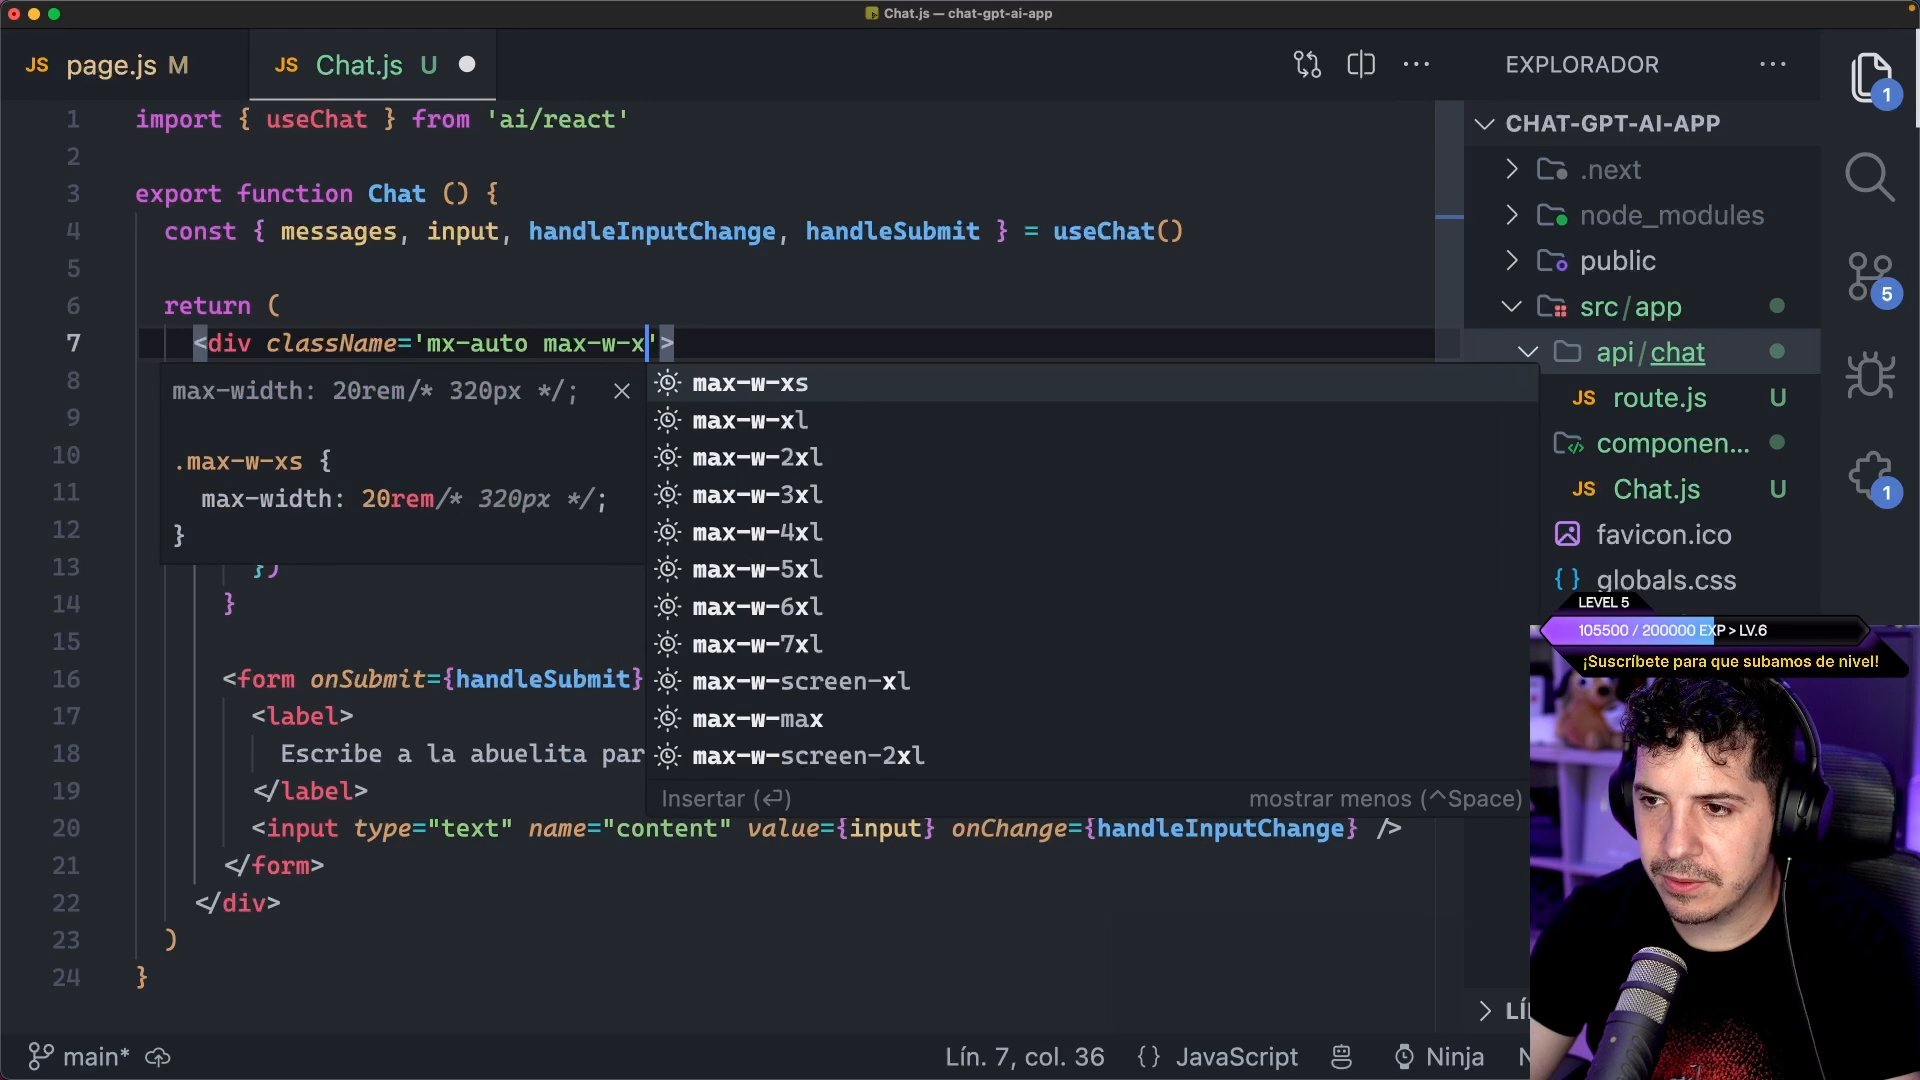 Chat.js — chat-gpt-ai-app
JS page.js M
JS Chat.js U
1 import { useChat } from 'ai/react'
2
3 export function Chat () {
4 const { messages, input, handleInputChange, handleSubmit } = useChat()
5
6 return (
7 <div className='mx-auto max-w-x'>
8
9
10
11
12
13 })
14 }
15
16 <form onSubmit={handleSubmit}
17 <label>
18 Escribe a la abuelita par
19 </label>
20 <input type="text" name="content" value={input} onChange={handleInputChange} />
21 </form>
22 </div>
23 )
24 }
max-width: 20rem/* 320px */;
.max-w-xs {
max-width: 20rem/* 320px */;
}
max-w-xs
max-w-xl
max-w-2xl
max-w-3xl
max-w-4xl
max-w-5xl
max-w-6xl
max-w-7xl
max-w-screen-xl
max-w-max
max-w-screen-2xl
Insertar (⏎) mostrar menos (^Space)
EXPLORADOR
CHAT-GPT-AI-APP
.next
node_modules
public
src/app
api/chat
JS route.js U
componen...
JS Chat.js U
favicon.ico
{} globals.css
LÍ
1
5
1
LEVEL 5
105500 / 200000 EXP > LV.6
¡Suscríbete para que subamos de nivel!
main* Lín. 7, col. 36 {} JavaScript Ninja N